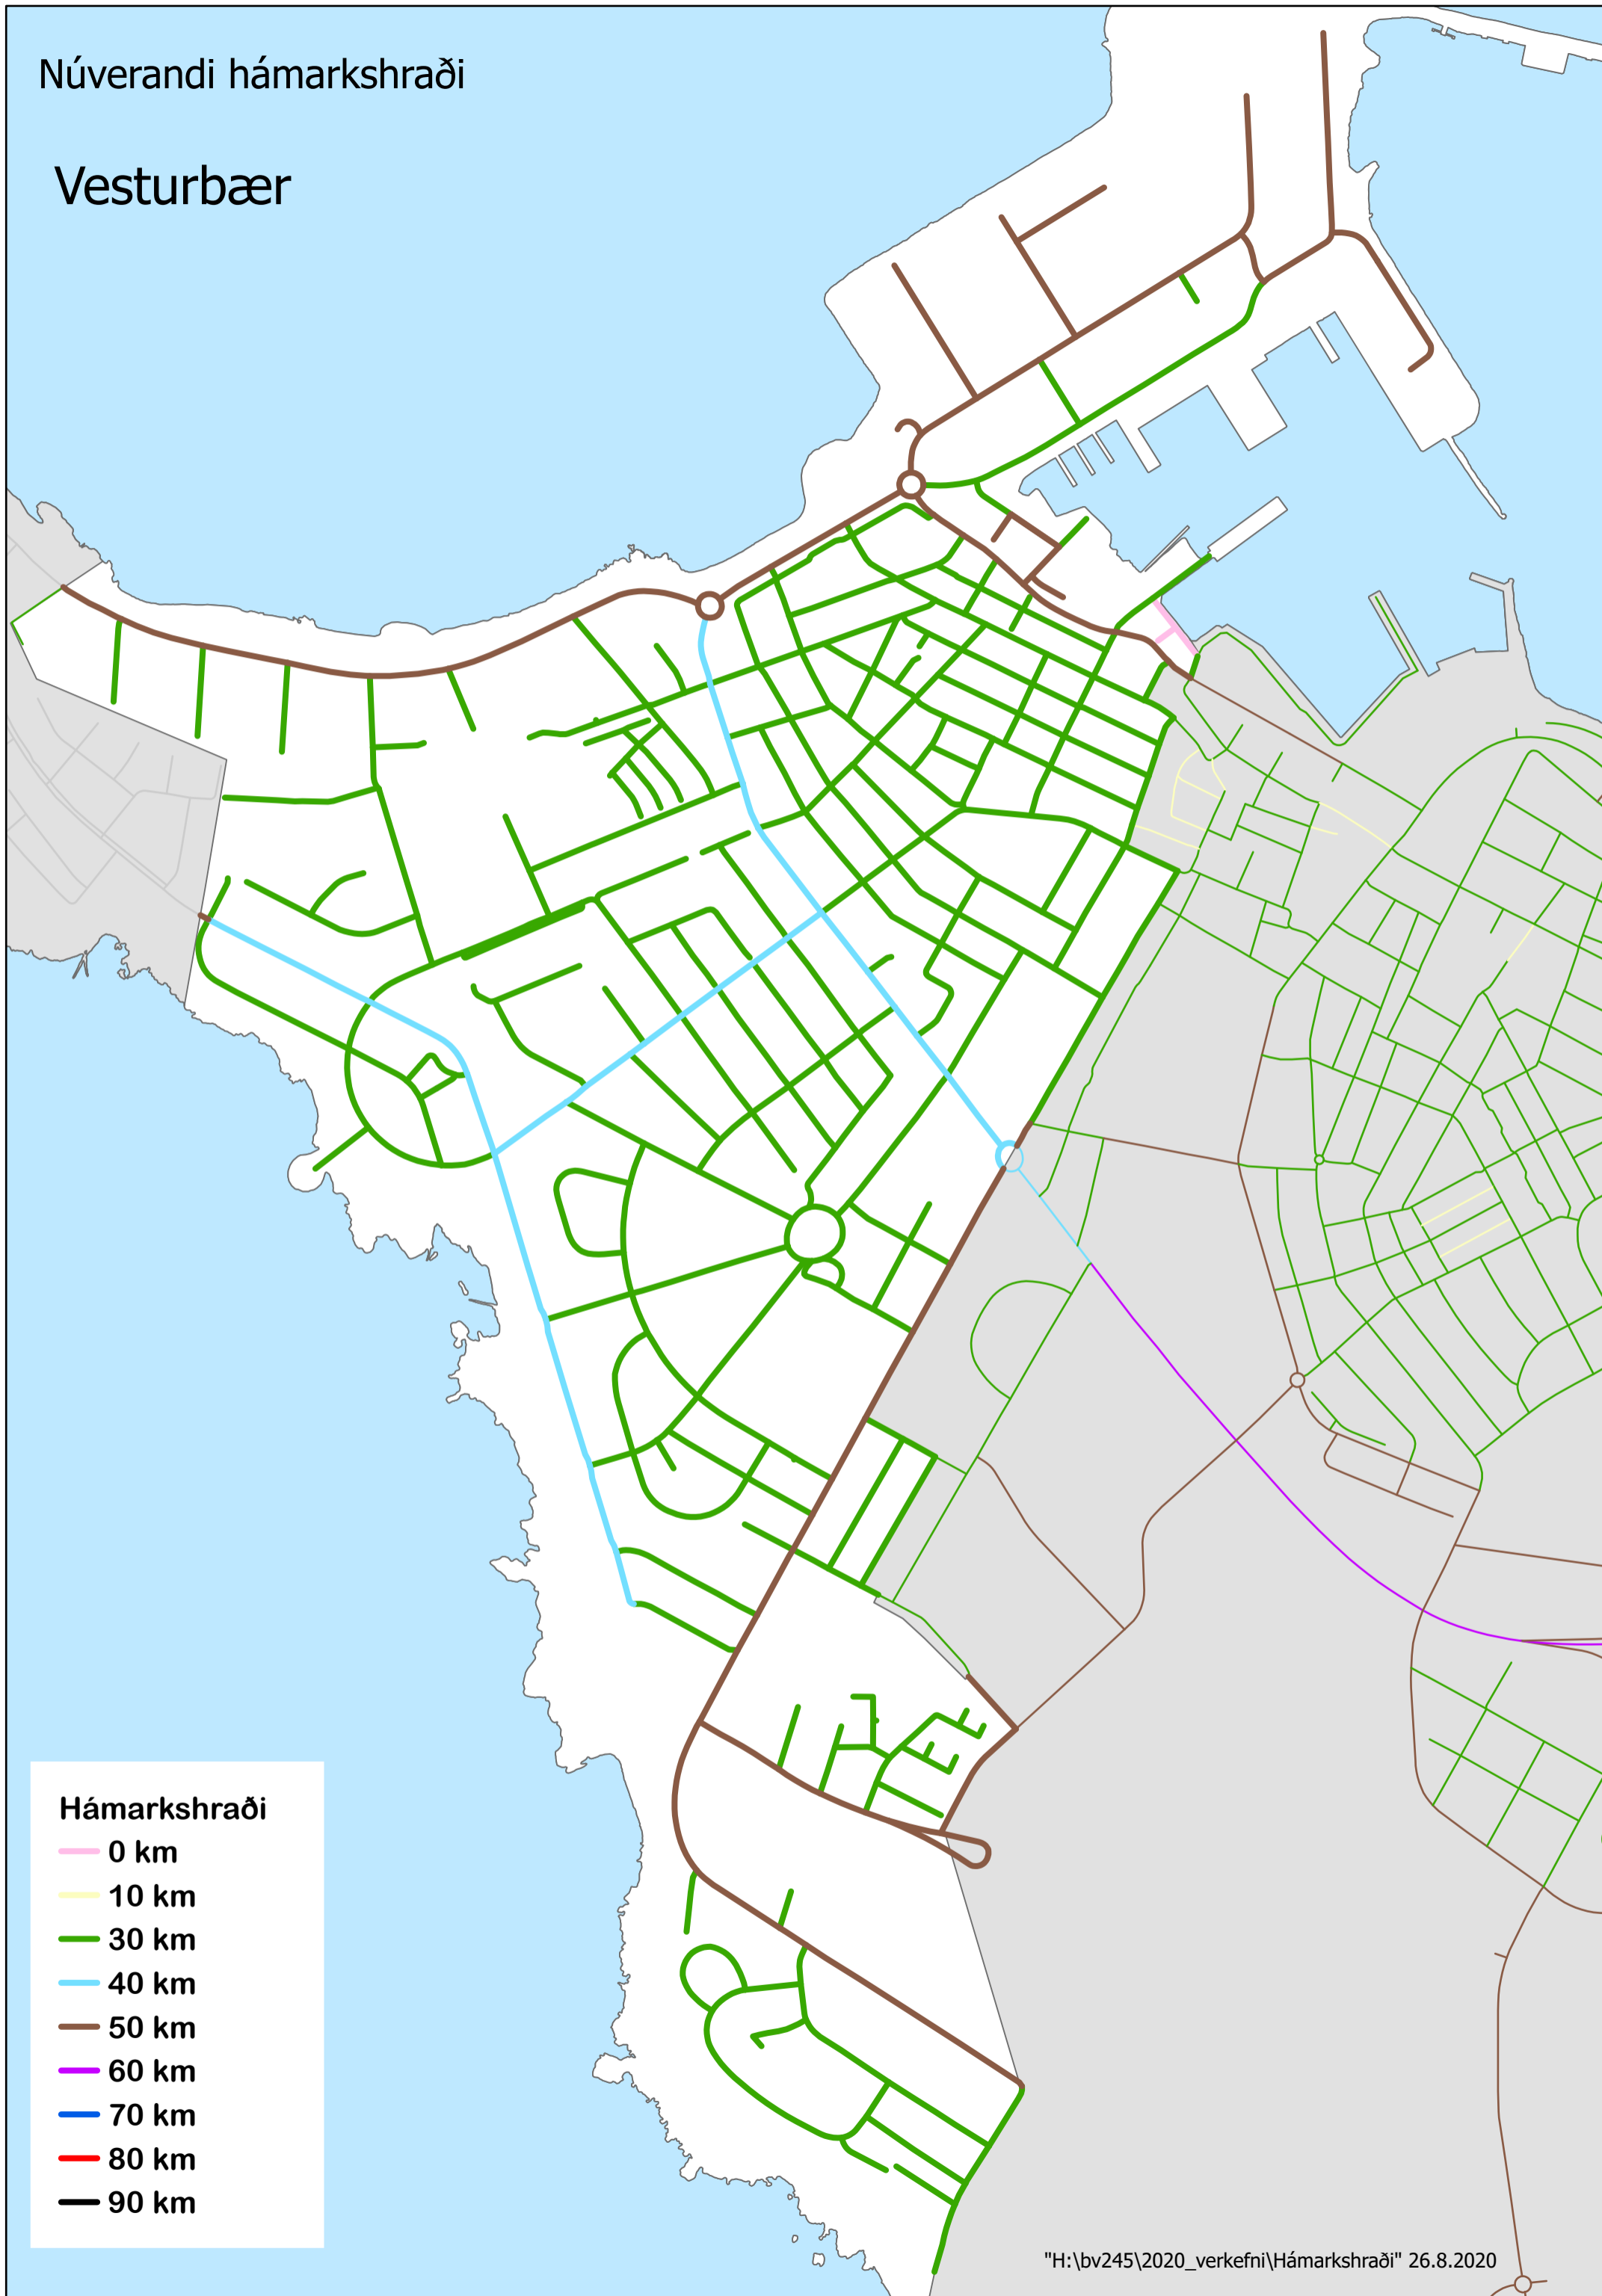 Núverandi hámarkshraði
Vesturbær
Hámarkshraði
0 km
10 km
30 km
40 km
50 km
60 km
70 km
80 km
90 km
"H:\bv245\2020_verkefni\Hámarkshraði" 26.8.2020